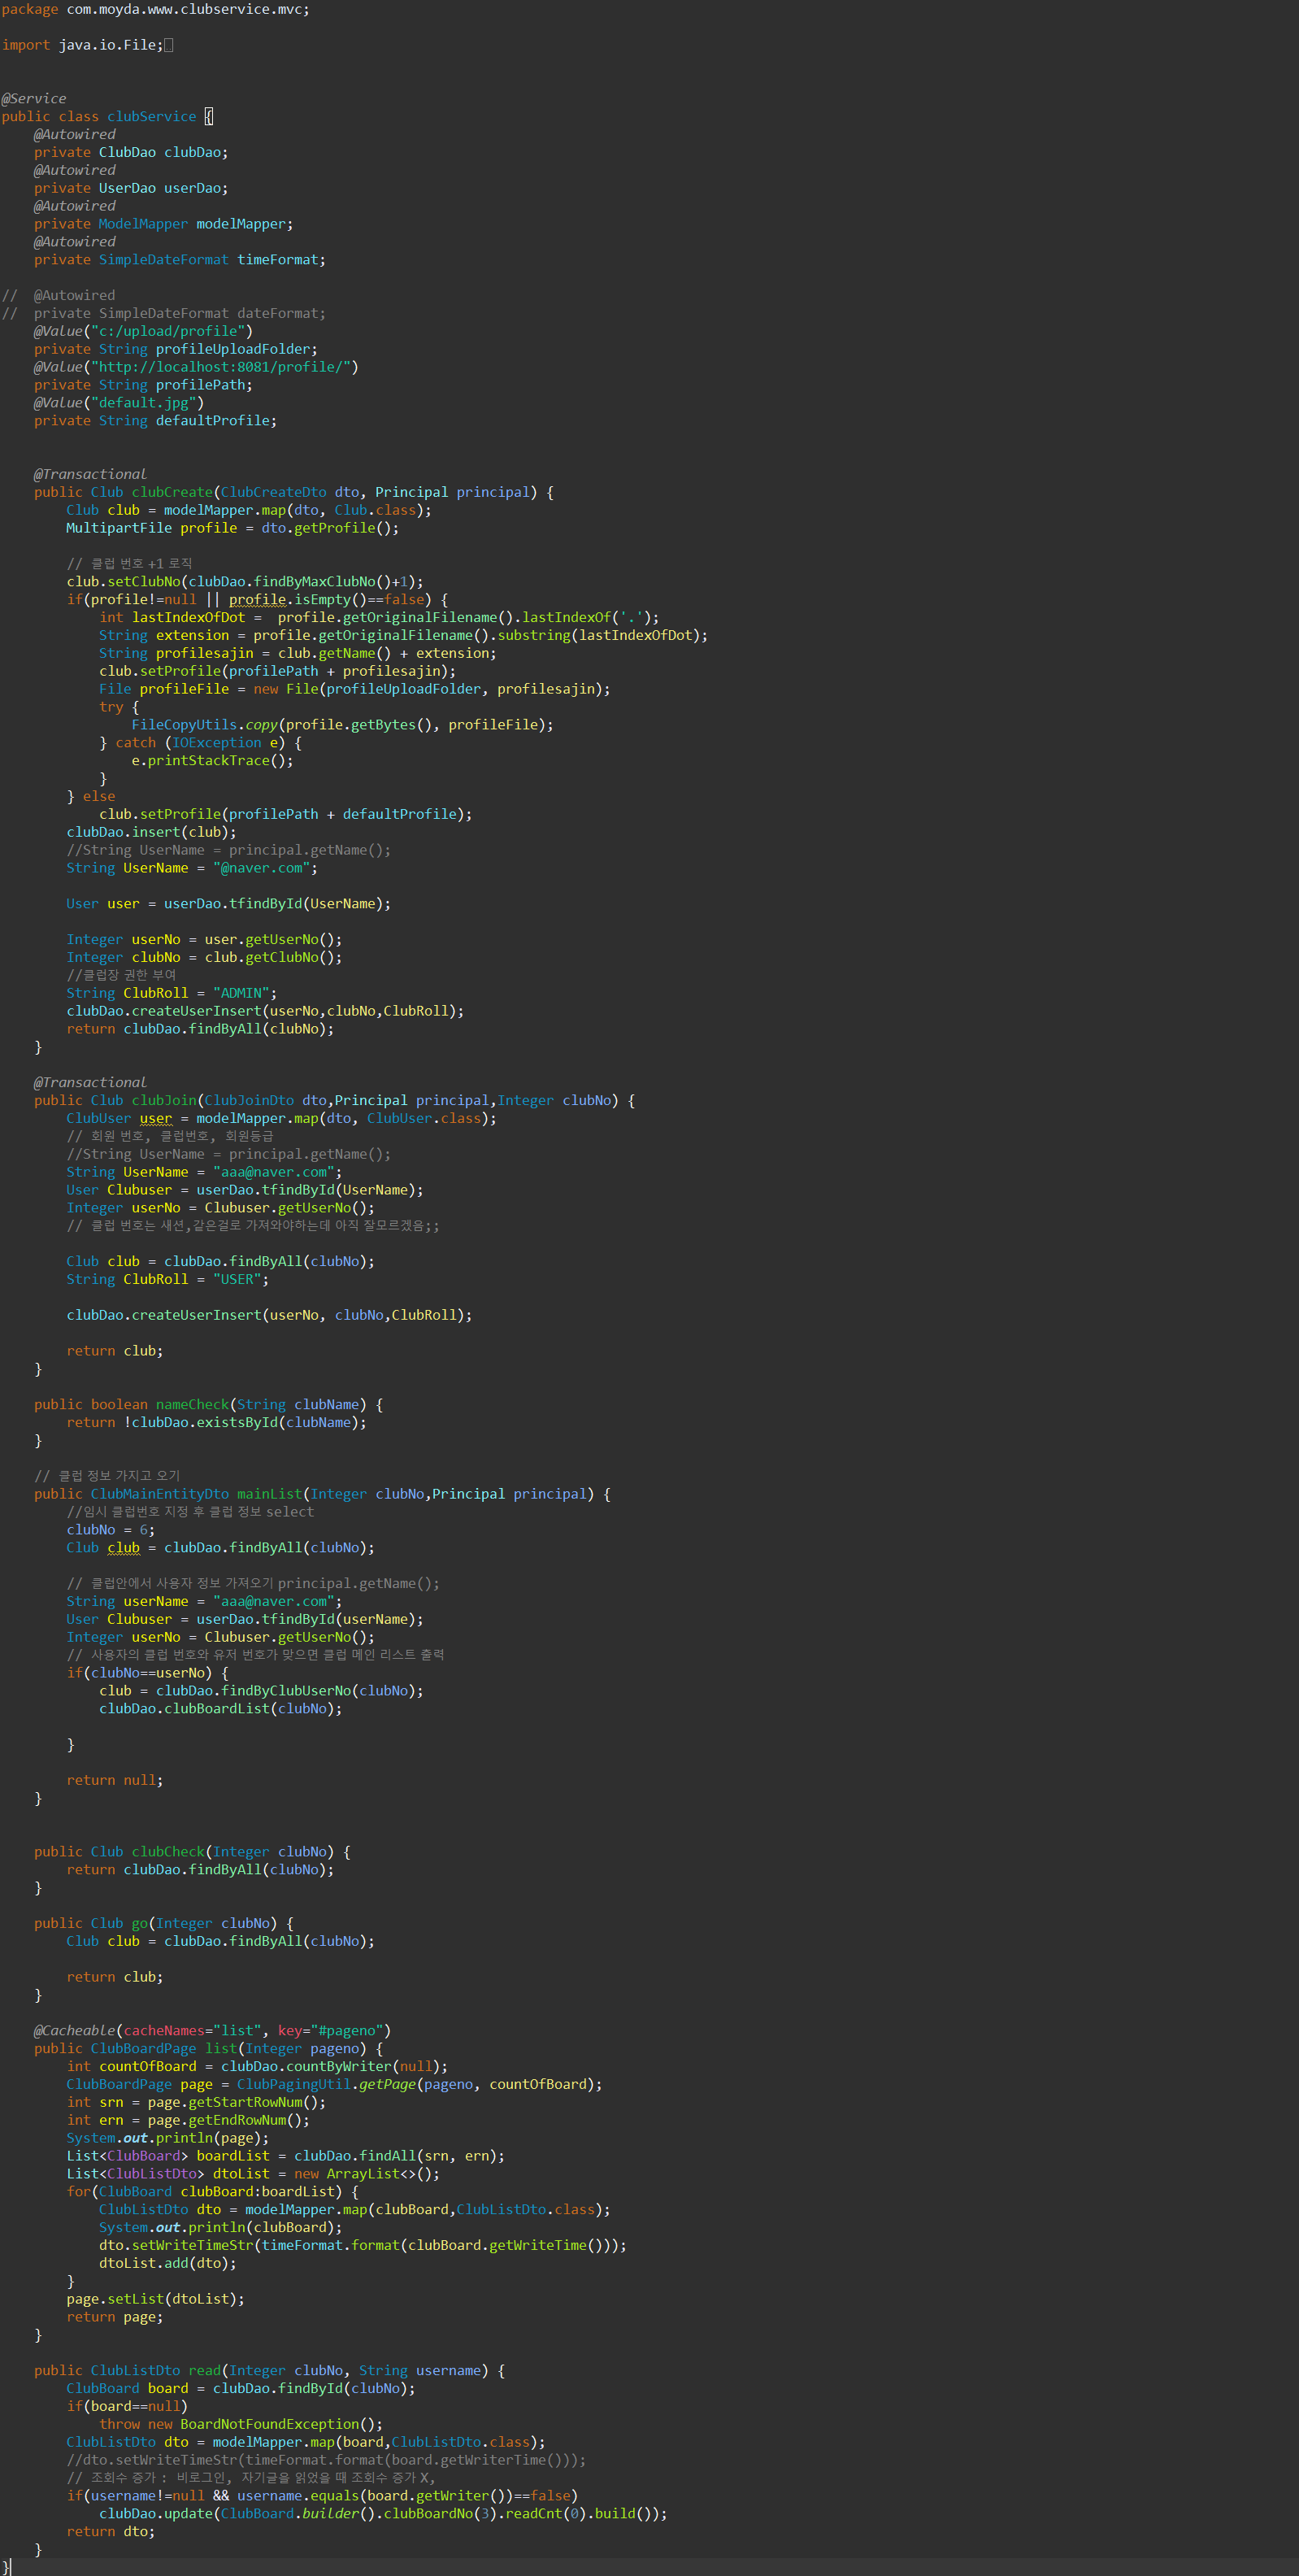 package com.moyda.www.clubservice.mvc;
import java.io.File;
@Service
public class clubService {
@Autowired
private ClubDao clubDao;
@Autowired
private UserDao userDao;
@Autowired
private ModelMapper modelMapper;
@Autowired
private SimpleDateFormat timeFormat;
//  @Autowired
//  private SimpleDateFormat dateFormat;
@Value("c:/upload/profile")
private String profileUploadFolder;
@Value("http://localhost:8081/profile/")
private String profilePath;
@Value("default.jpg")
private String defaultProfile;
@Transactional
public Club clubCreate(ClubCreateDto dto, Principal principal) {
Club club = modelMapper.map(dto, Club.class);
MultipartFile profile = dto.getProfile();
// 클럽 번호 +1 로직
club.setClubNo(clubDao.findByMaxClubNo()+1);
if(profile!=null || profile.isEmpty()==false) {
int lastIndexOfDot =  profile.getOriginalFilename().lastIndexOf('.');
String extension = profile.getOriginalFilename().substring(lastIndexOfDot);
String profilesajin = club.getName() + extension;
club.setProfile(profilePath + profilesajin);
File profileFile = new File(profileUploadFolder, profilesajin);
try {
FileCopyUtils.copy(profile.getBytes(), profileFile);
} catch (IOException e) {
e.printStackTrace();
}
} else
club.setProfile(profilePath + defaultProfile);
clubDao.insert(club);
//String UserName = principal.getName();
String UserName = "@naver.com";
User user = userDao.tfindById(UserName);
Integer userNo = user.getUserNo();
Integer clubNo = club.getClubNo();
//클럽장 권한 부여
String ClubRoll = "ADMIN";
clubDao.createUserInsert(userNo,clubNo,ClubRoll);
return clubDao.findByAll(clubNo);
}
@Transactional
public Club clubJoin(ClubJoinDto dto,Principal principal,Integer clubNo) {
ClubUser user = modelMapper.map(dto, ClubUser.class);
// 회원 번호, 클럽번호, 회원등급
//String UserName = principal.getName();
String UserName = "aaa@naver.com";
User Clubuser = userDao.tfindById(UserName);
Integer userNo = Clubuser.getUserNo();
// 클럽 번호는 새션,같은걸로 가져와야하는데 아직 잘모르겠음;;
Club club = clubDao.findByAll(clubNo);
String ClubRoll = "USER";
clubDao.createUserInsert(userNo, clubNo,ClubRoll);
return club;
}
public boolean nameCheck(String clubName) {
return !clubDao.existsById(clubName);
}
// 클럽 정보 가지고 오기
public ClubMainEntityDto mainList(Integer clubNo,Principal principal) {
//임시 클럽번호 지정 후 클럽 정보 select
clubNo = 6;
Club club = clubDao.findByAll(clubNo);
// 클럽안에서 사용자 정보 가져오기 principal.getName();
String userName = "aaa@naver.com";
User Clubuser = userDao.tfindById(userName);
Integer userNo = Clubuser.getUserNo();
// 사용자의 클럽 번호와 유저 번호가 맞으면 클럽 메인 리스트 출력
if(clubNo==userNo) {
club = clubDao.findByClubUserNo(clubNo);
clubDao.clubBoardList(clubNo);
}
return null;
}
public Club clubCheck(Integer clubNo) {
return clubDao.findByAll(clubNo);
}
public Club go(Integer clubNo) {
Club club = clubDao.findByAll(clubNo);
return club;
}
@Cacheable(cacheNames="list", key="#pageno")
public ClubBoardPage list(Integer pageno) {
int countOfBoard = clubDao.countByWriter(null);
ClubBoardPage page = ClubPagingUtil.getPage(pageno, countOfBoard);
int srn = page.getStartRowNum();
int ern = page.getEndRowNum();
System.out.println(page);
List<ClubBoard> boardList = clubDao.findAll(srn, ern);
List<ClubListDto> dtoList = new ArrayList<>();
for(ClubBoard clubBoard:boardList) {
ClubListDto dto = modelMapper.map(clubBoard,ClubListDto.class);
System.out.println(clubBoard);
dto.setWriteTimeStr(timeFormat.format(clubBoard.getWriteTime()));
dtoList.add(dto);
}
page.setList(dtoList);
return page;
}
public ClubListDto read(Integer clubNo, String username) {
ClubBoard board = clubDao.findById(clubNo);
if(board==null)
throw new BoardNotFoundException();
ClubListDto dto = modelMapper.map(board,ClubListDto.class);
//dto.setWriteTimeStr(timeFormat.format(board.getWriterTime()));
// 조회수 증가 : 비로그인, 자기글을 읽었을 때 조회수 증가 X,
if(username!=null && username.equals(board.getWriter())==false)
clubDao.update(ClubBoard.builder().clubBoardNo(3).readCnt(0).build());
return dto;
}
}